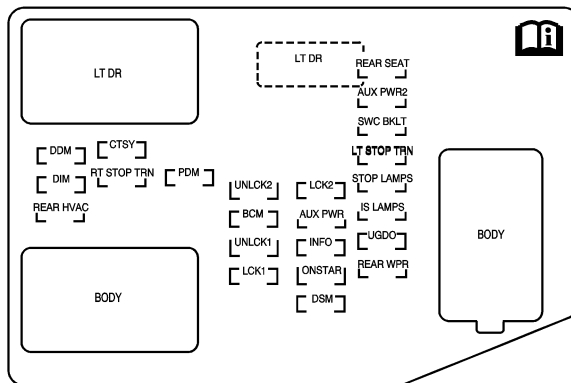 LT DR
LT DR
REAR SEAT
AUX PWR2
SWC BKLT
LT STOP TRN
STOP LAMPS
IS LAMPS
UGDO
REAR WPR
DDM
CTSY
DIM
RT STOP TRN
PDM
REAR HVAC
UNLCK2
LCK2
BCM
AUX PWR
UNLCK1
INFO
LCK1
ONSTAR
DSM
BODY
BODY
i